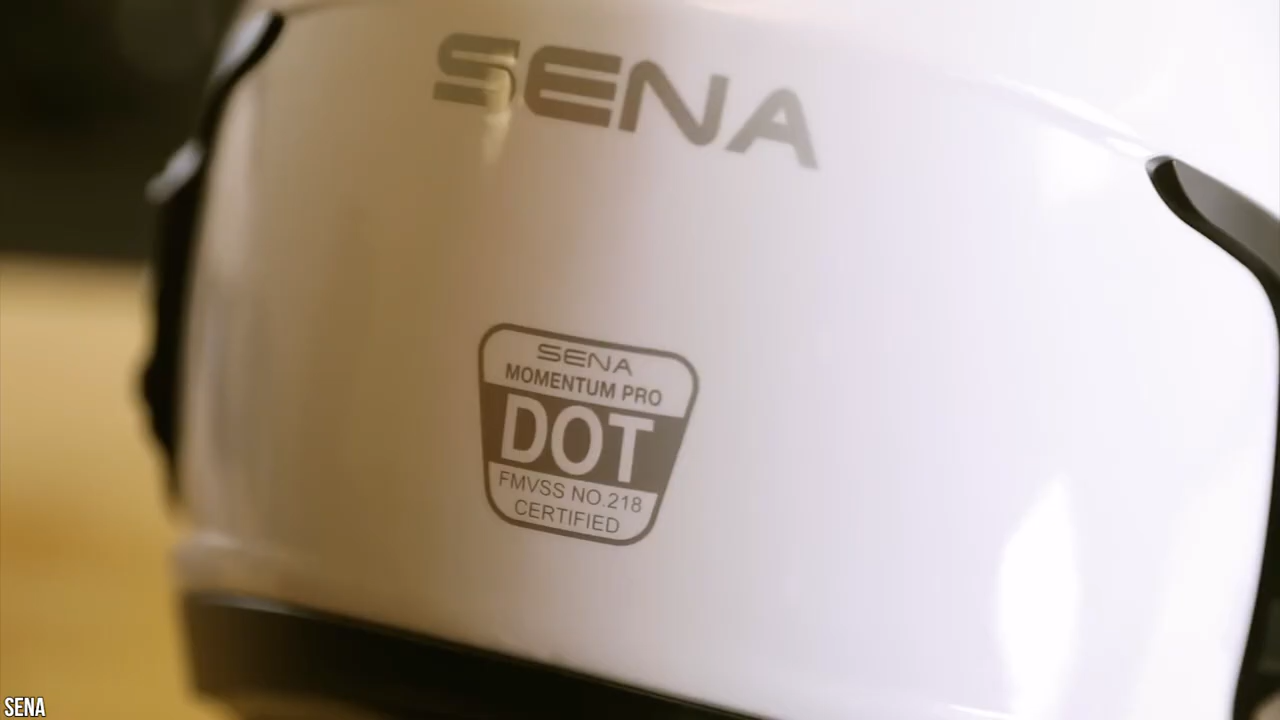 SENA
SENA
MOMENTUM PRO
DOT
FMVSS NO.218
CERTIFIED
SENA